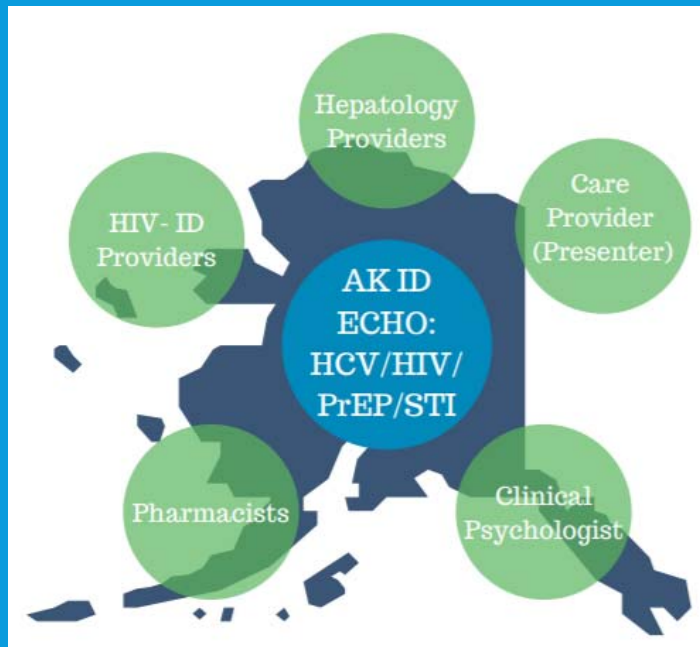 Hepatology
Providers
HIV- ID
Providers
Care
Provider
(Presenter)
AK ID
ECHO:
HCV/HIV/
PrEP/STI
Pharmacists
Clinical
Psychologist